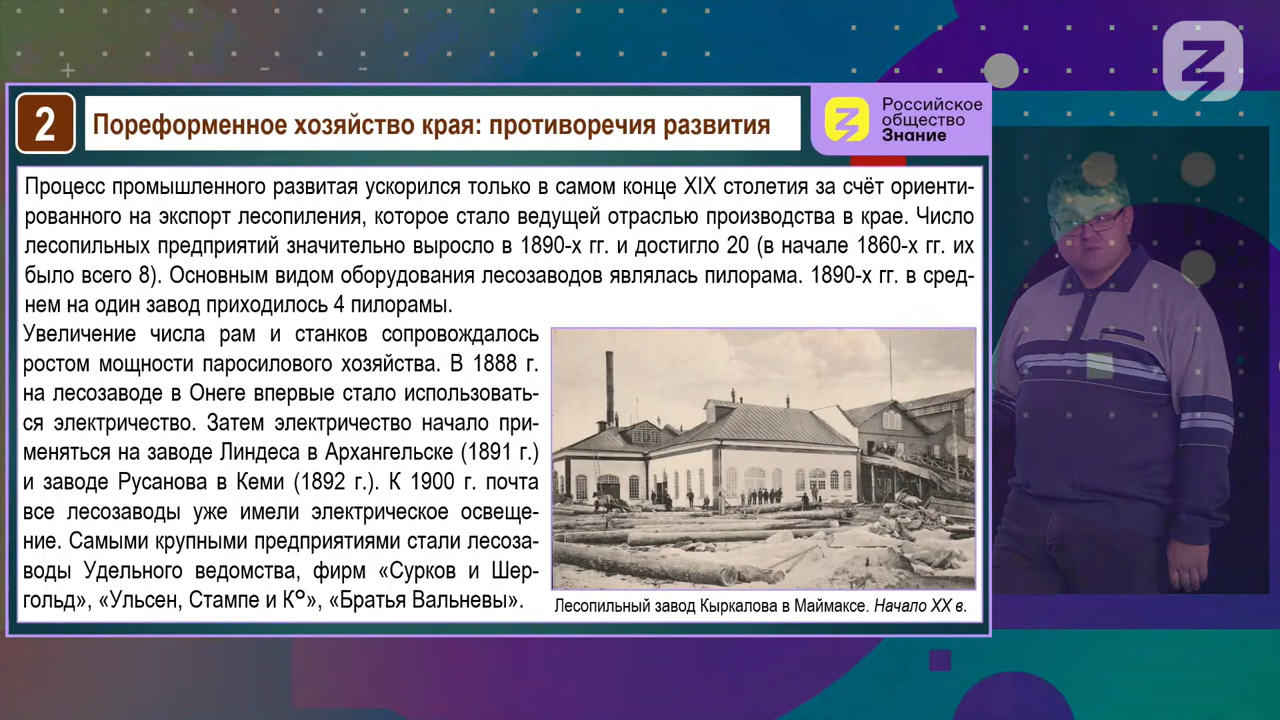 2
Пореформенное хозяйство края: противоречия развития
Российское
общество
Знание
Процесс промышленного развитая ускорился только в самом конце XIX столетия за счёт ориенти-
рованного на экспорт лесопиления, которое стало ведущей отраслью производства в крае. Число
лесопильных предприятий значительно выросло в 1890-х гг. и достигло 20 (в начале 1860-х гг. их
было всего 8). Основным видом оборудования лесозаводов являлась пилорама. 1890-х гг. в сред-
нем на один завод приходилось 4 пилорамы.
Увеличение числа рам и станков сопровождалось
ростом мощности паросилового хозяйства. В 1888 г.
на лесозаводе в Онеге впервые стало использовать-
ся электричество. Затем электричество начало при-
меняться на заводе Линдеса в Архангельске (1891 г.)
и заводе Русанова в Кеми (1892 г.). К 1900 г. почта
все лесозаводы уже имели электрическое освеще-
ние. Самыми крупными предприятиями стали лесоза-
воды Удельного ведомства, фирм «Сурков и Шер-
гольд», «Ульсен, Стампе и К°», «Братья Вальневы».
Лесопильный завод Кыркалова в Маймаксе. Начало XX в.